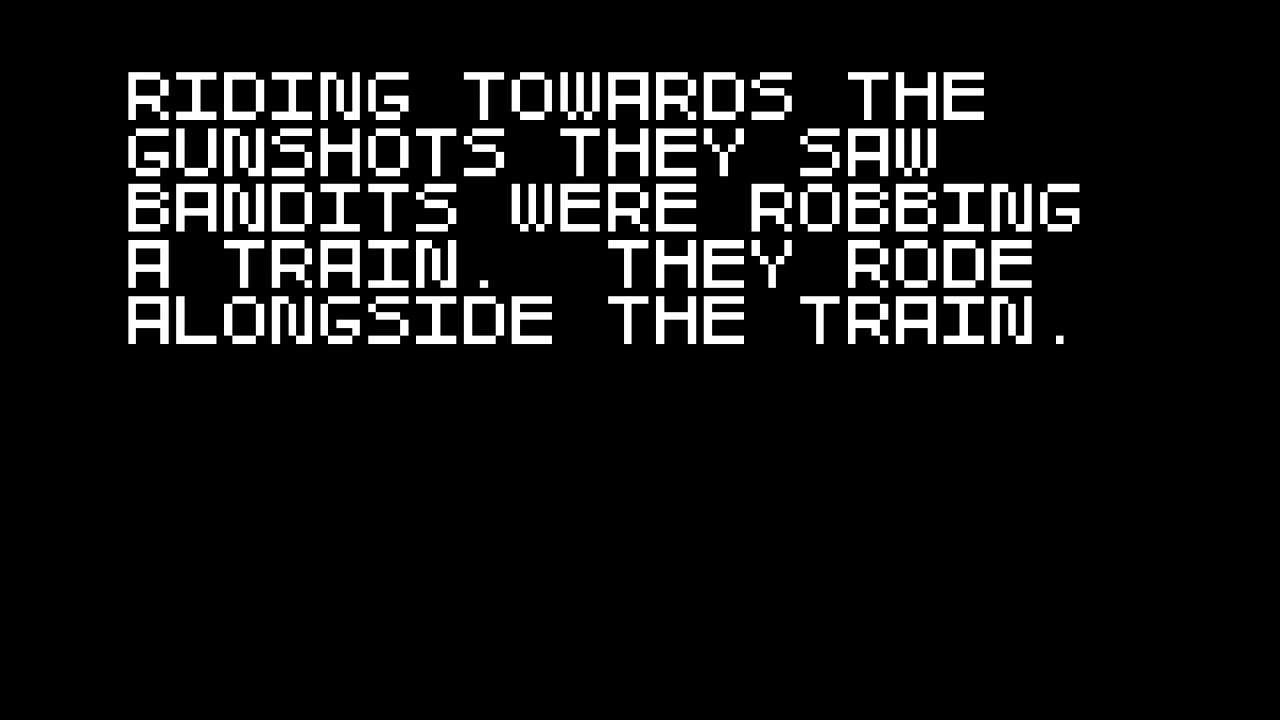 RIDING TOWARDS THE
GUNSHOTS THEY SAW
BANDITS WERE ROBBING
A TRAIN.  THEY RODE
ALONGSIDE THE TRAIN.